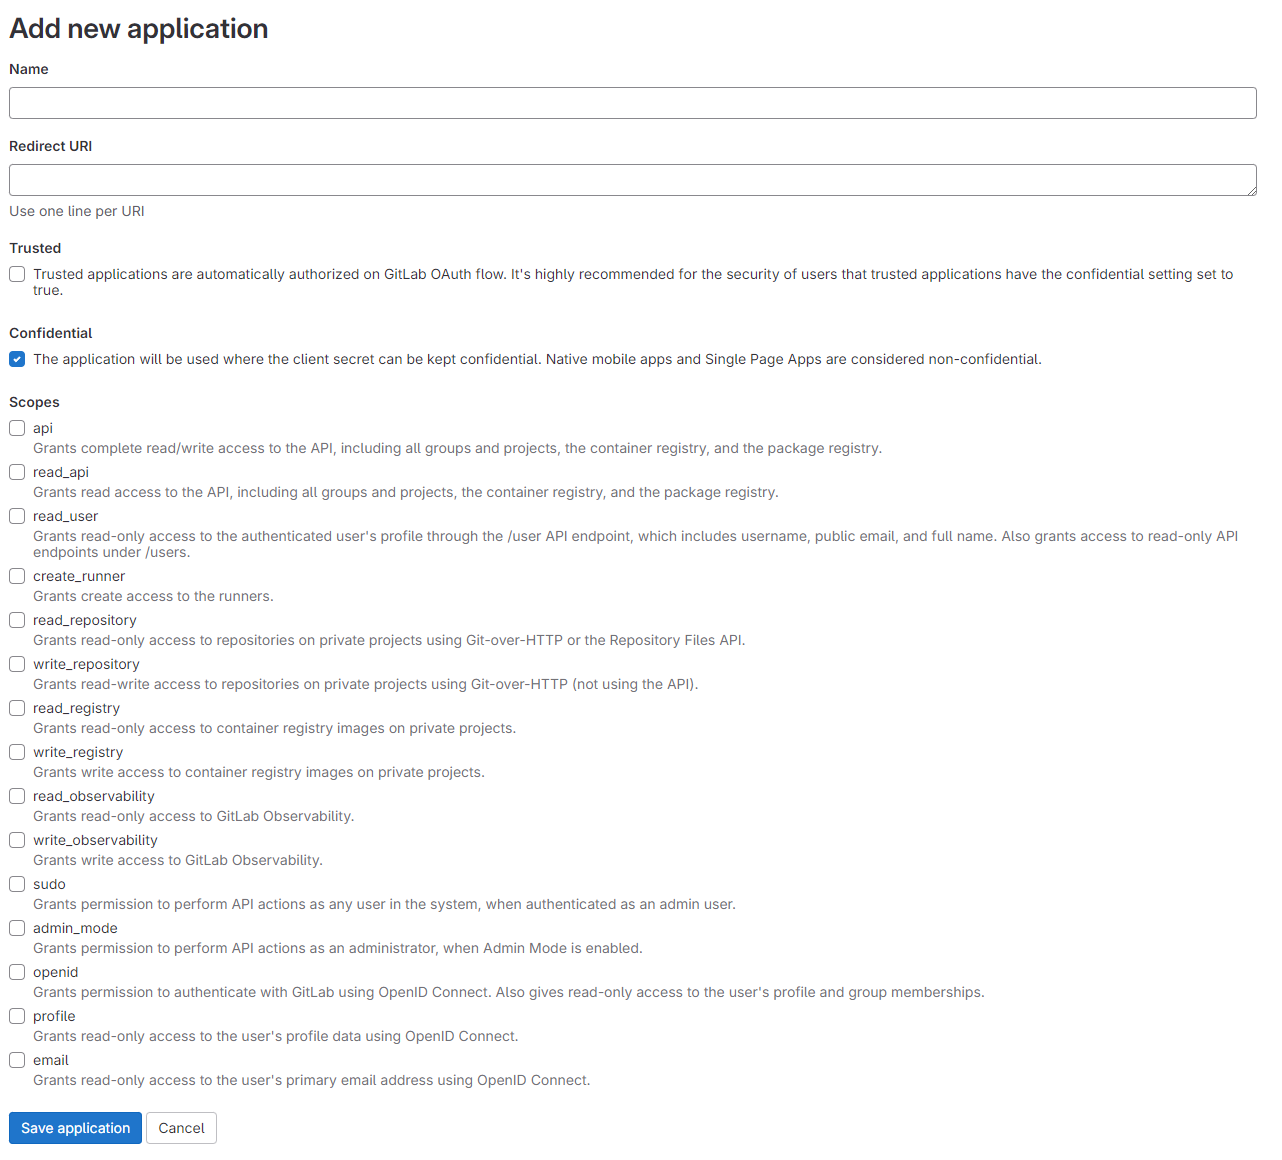 Add new application
Name
Redirect URI
Use one line per URI
Trusted
Trusted applications are automatically authorized on GitLab OAuth flow. It's highly recommended for the security of users that trusted applications have the confidential setting set to
true.
Confidential
The application will be used where the client secret can be kept confidential. Native mobile apps and Single Page Apps are considered non-confidential.
Scopes
api
Grants complete read/write access to the API, including all groups and projects, the container registry, and the package registry.
read_api
Grants read access to the API, including all groups and projects, the container registry, and the package registry.
read_user
Grants read-only access to the authenticated user's profile through the /user API endpoint, which includes username, public email, and full name. Also grants access to read-only API
endpoints under /users.
create_runner
Grants create access to the runners.
read_repository
Grants read-only access to repositories on private projects using Git-over-HTTP or the Repository Files API.
write_repository
Grants read-write access to repositories on private projects using Git-over-HTTP (not using the API).
read_registry
Grants read-only access to container registry images on private projects.
write_registry
Grants write access to container registry images on private projects.
read_observability
Grants read-only access to GitLab Observability.
write_observability
Grants write access to GitLab Observability.
sudo
Grants permission to perform API actions as any user in the system, when authenticated as an admin user.
admin_mode
Grants permission to perform API actions as an administrator, when Admin Mode is enabled.
openid
Grants permission to authenticate with GitLab using OpenID Connect. Also gives read-only access to the user's profile and group memberships.
profile
Grants read-only access to the user's profile data using OpenID Connect.
email
Grants read-only access to the user's primary email address using OpenID Connect.
Save application Cancel